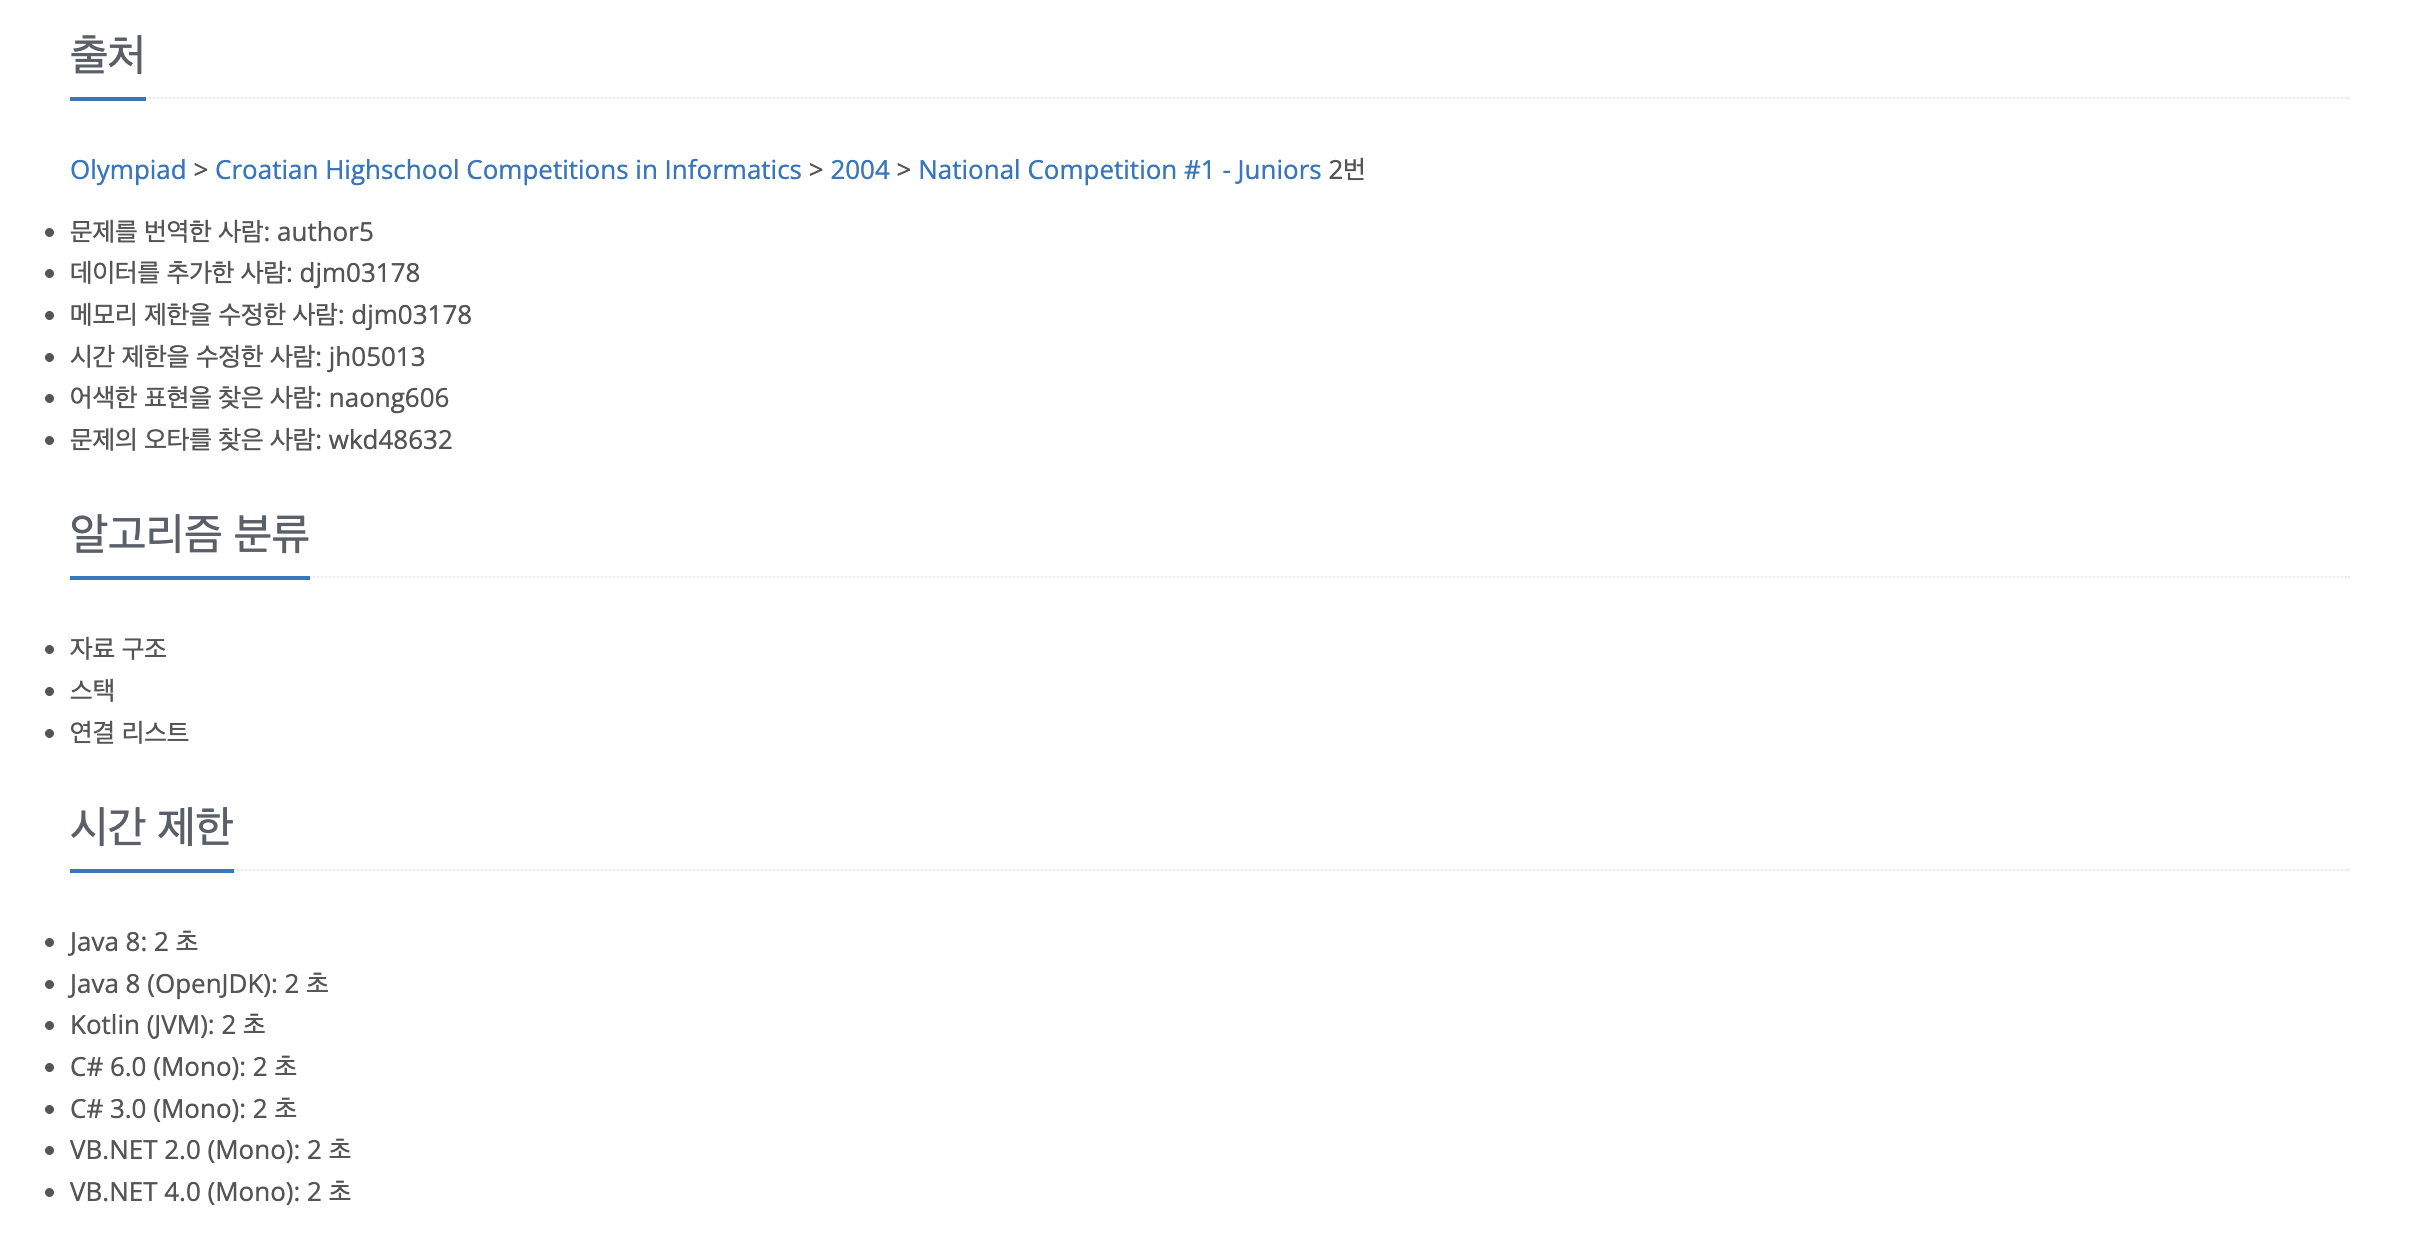 출처
Olympiad > Croatian Highschool Competitions in Informatics > 2004 > National Competition #1 - Juniors 2번
문제를 번역한 사람: author5
데이터를 추가한 사람: djm03178
메모리 제한을 수정한 사람: djm03178
시간 제한을 수정한 사람: jh05013
어색한 표현을 찾은 사람: naong606
문제의 오타를 찾은 사람: wkd48632
알고리즘 분류
자료 구조
스택
연결 리스트
시간 제한
Java 8: 2 초
Java 8 (OpenJDK): 2 초
Kotlin (JVM): 2 초
C# 6.0 (Mono): 2 초
C# 3.0 (Mono): 2 초
VB.NET 2.0 (Mono): 2 초
VB.NET 4.0 (Mono): 2 초